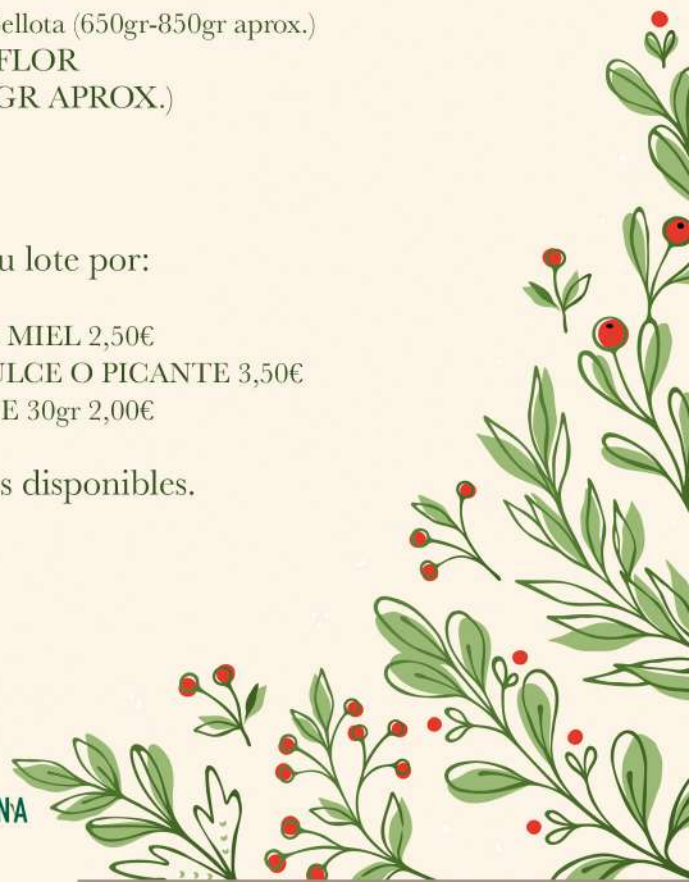 ellota (650gr-850gr aprox.)
FLOR
GR APROX.)
u lote por:
MIEL 2,50€
ULCE O PICANTE 3,50€
E 30gr 2,00€
s disponibles.
NA